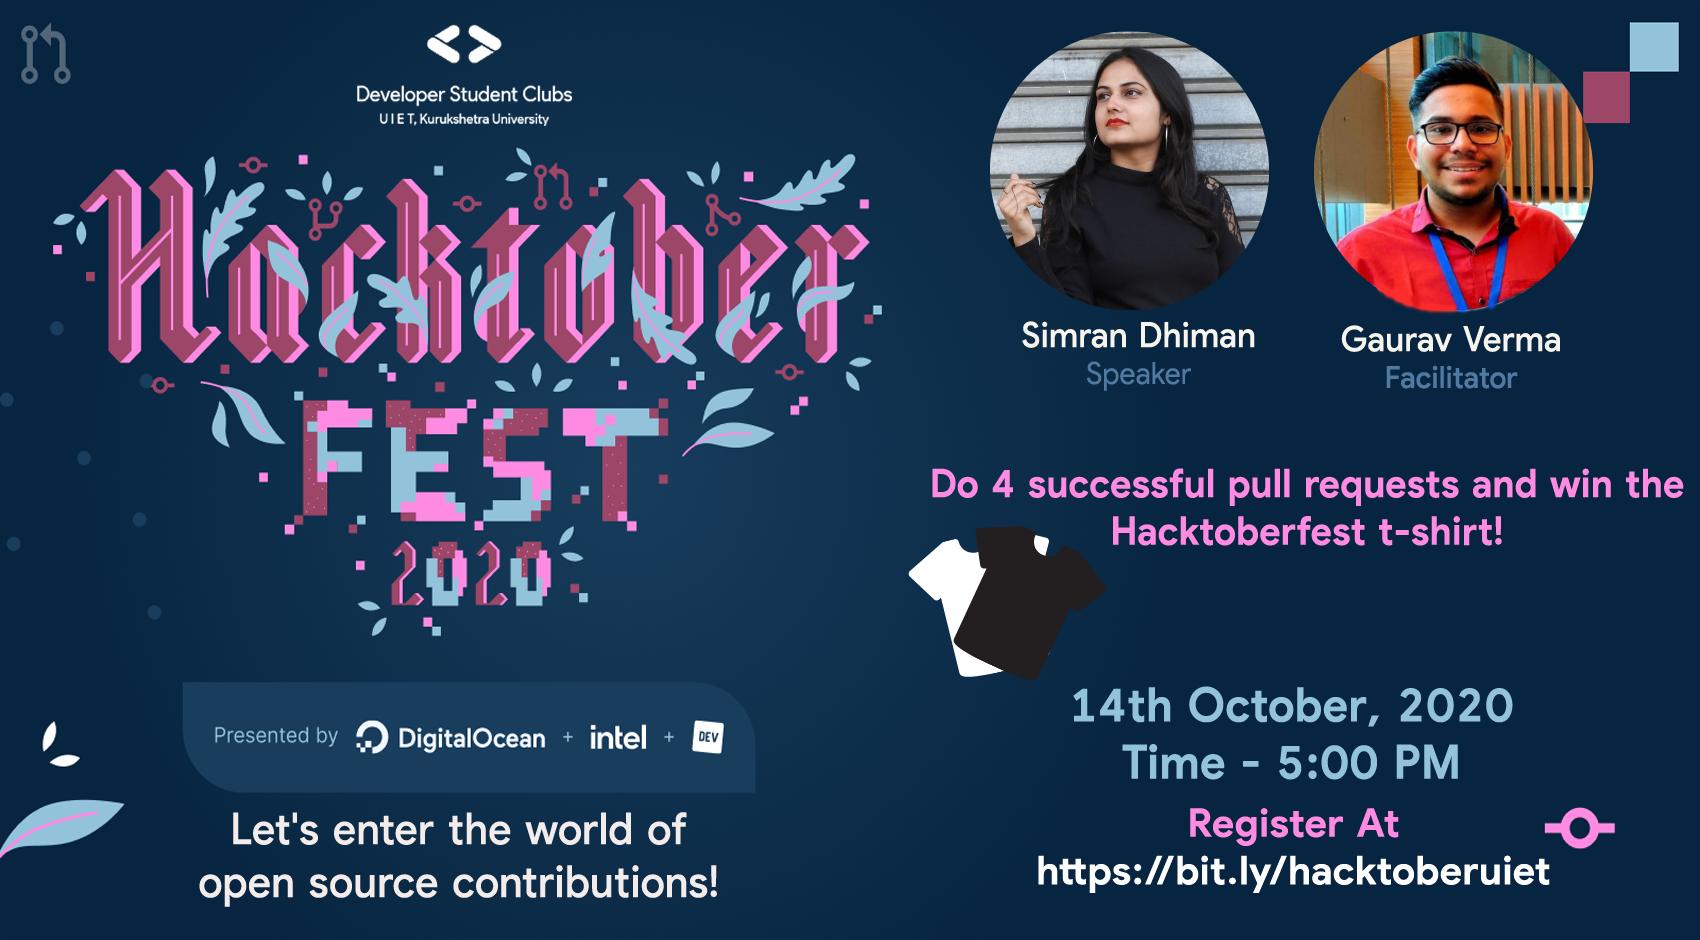 Developer Student Clubs
U I E T, Kurukshetra University
Hacktober
FEST
2020
Presented by DigitalOcean + intel + DEV
Let's enter the world of
open source contributions!
Simran Dhiman
Speaker
Gaurav Verma
Facilitator
Do 4 successful pull requests and win the
Hacktoberfest t-shirt!
14th October, 2020
Time - 5:00 PM
Register At
https://bit.ly/hacktoberuiet